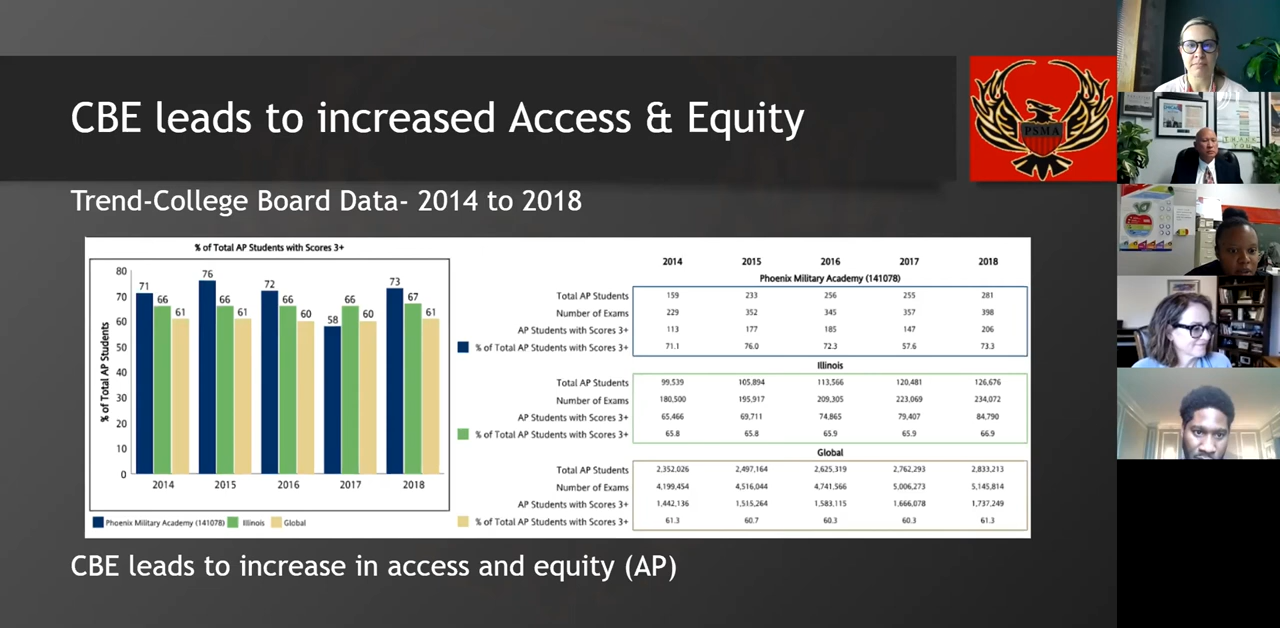 CBE leads to increased Access & Equity
PSMA
Trend-College Board Data- 2014 to 2018
% of Total AP Students with Scores 3+
% of Total AP Students
80
70
60
50
40
30
20
10
0
71 66 61
76 66 61
72 66 60
58 66 60
73 67 61
2014 2015 2016 2017 2018
Phoenix Military Academy (141078) Illinois Global
2014 2015 2016 2017 2018
Phoenix Military Academy (141078)
Total AP Students 159 233 256 255 281
Number of Exams 229 352 345 357 398
AP Students with Scores 3+ 113 177 185 147 206
% of Total AP Students with Scores 3+ 71.1 76.0 72.3 57.6 73.3
Illinois
Total AP Students 99,539 105,894 113,566 120,481 126,676
Number of Exams 180,500 195,917 209,305 223,069 234,072
AP Students with Scores 3+ 65,466 69,711 74,865 79,407 84,790
% of Total AP Students with Scores 3+ 65.8 65.8 65.9 65.9 66.9
Global
Total AP Students 2,352,026 2,497,164 2,625,319 2,762,293 2,833,213
Number of Exams 4,199,454 4,516,044 4,741,566 5,006,273 5,145,814
AP Students with Scores 3+ 1,442,136 1,515,264 1,583,115 1,666,078 1,737,249
% of Total AP Students with Scores 3+ 61.3 60.7 60.3 60.3 61.3
CBE leads to increase in access and equity (AP)
THANK
YOU